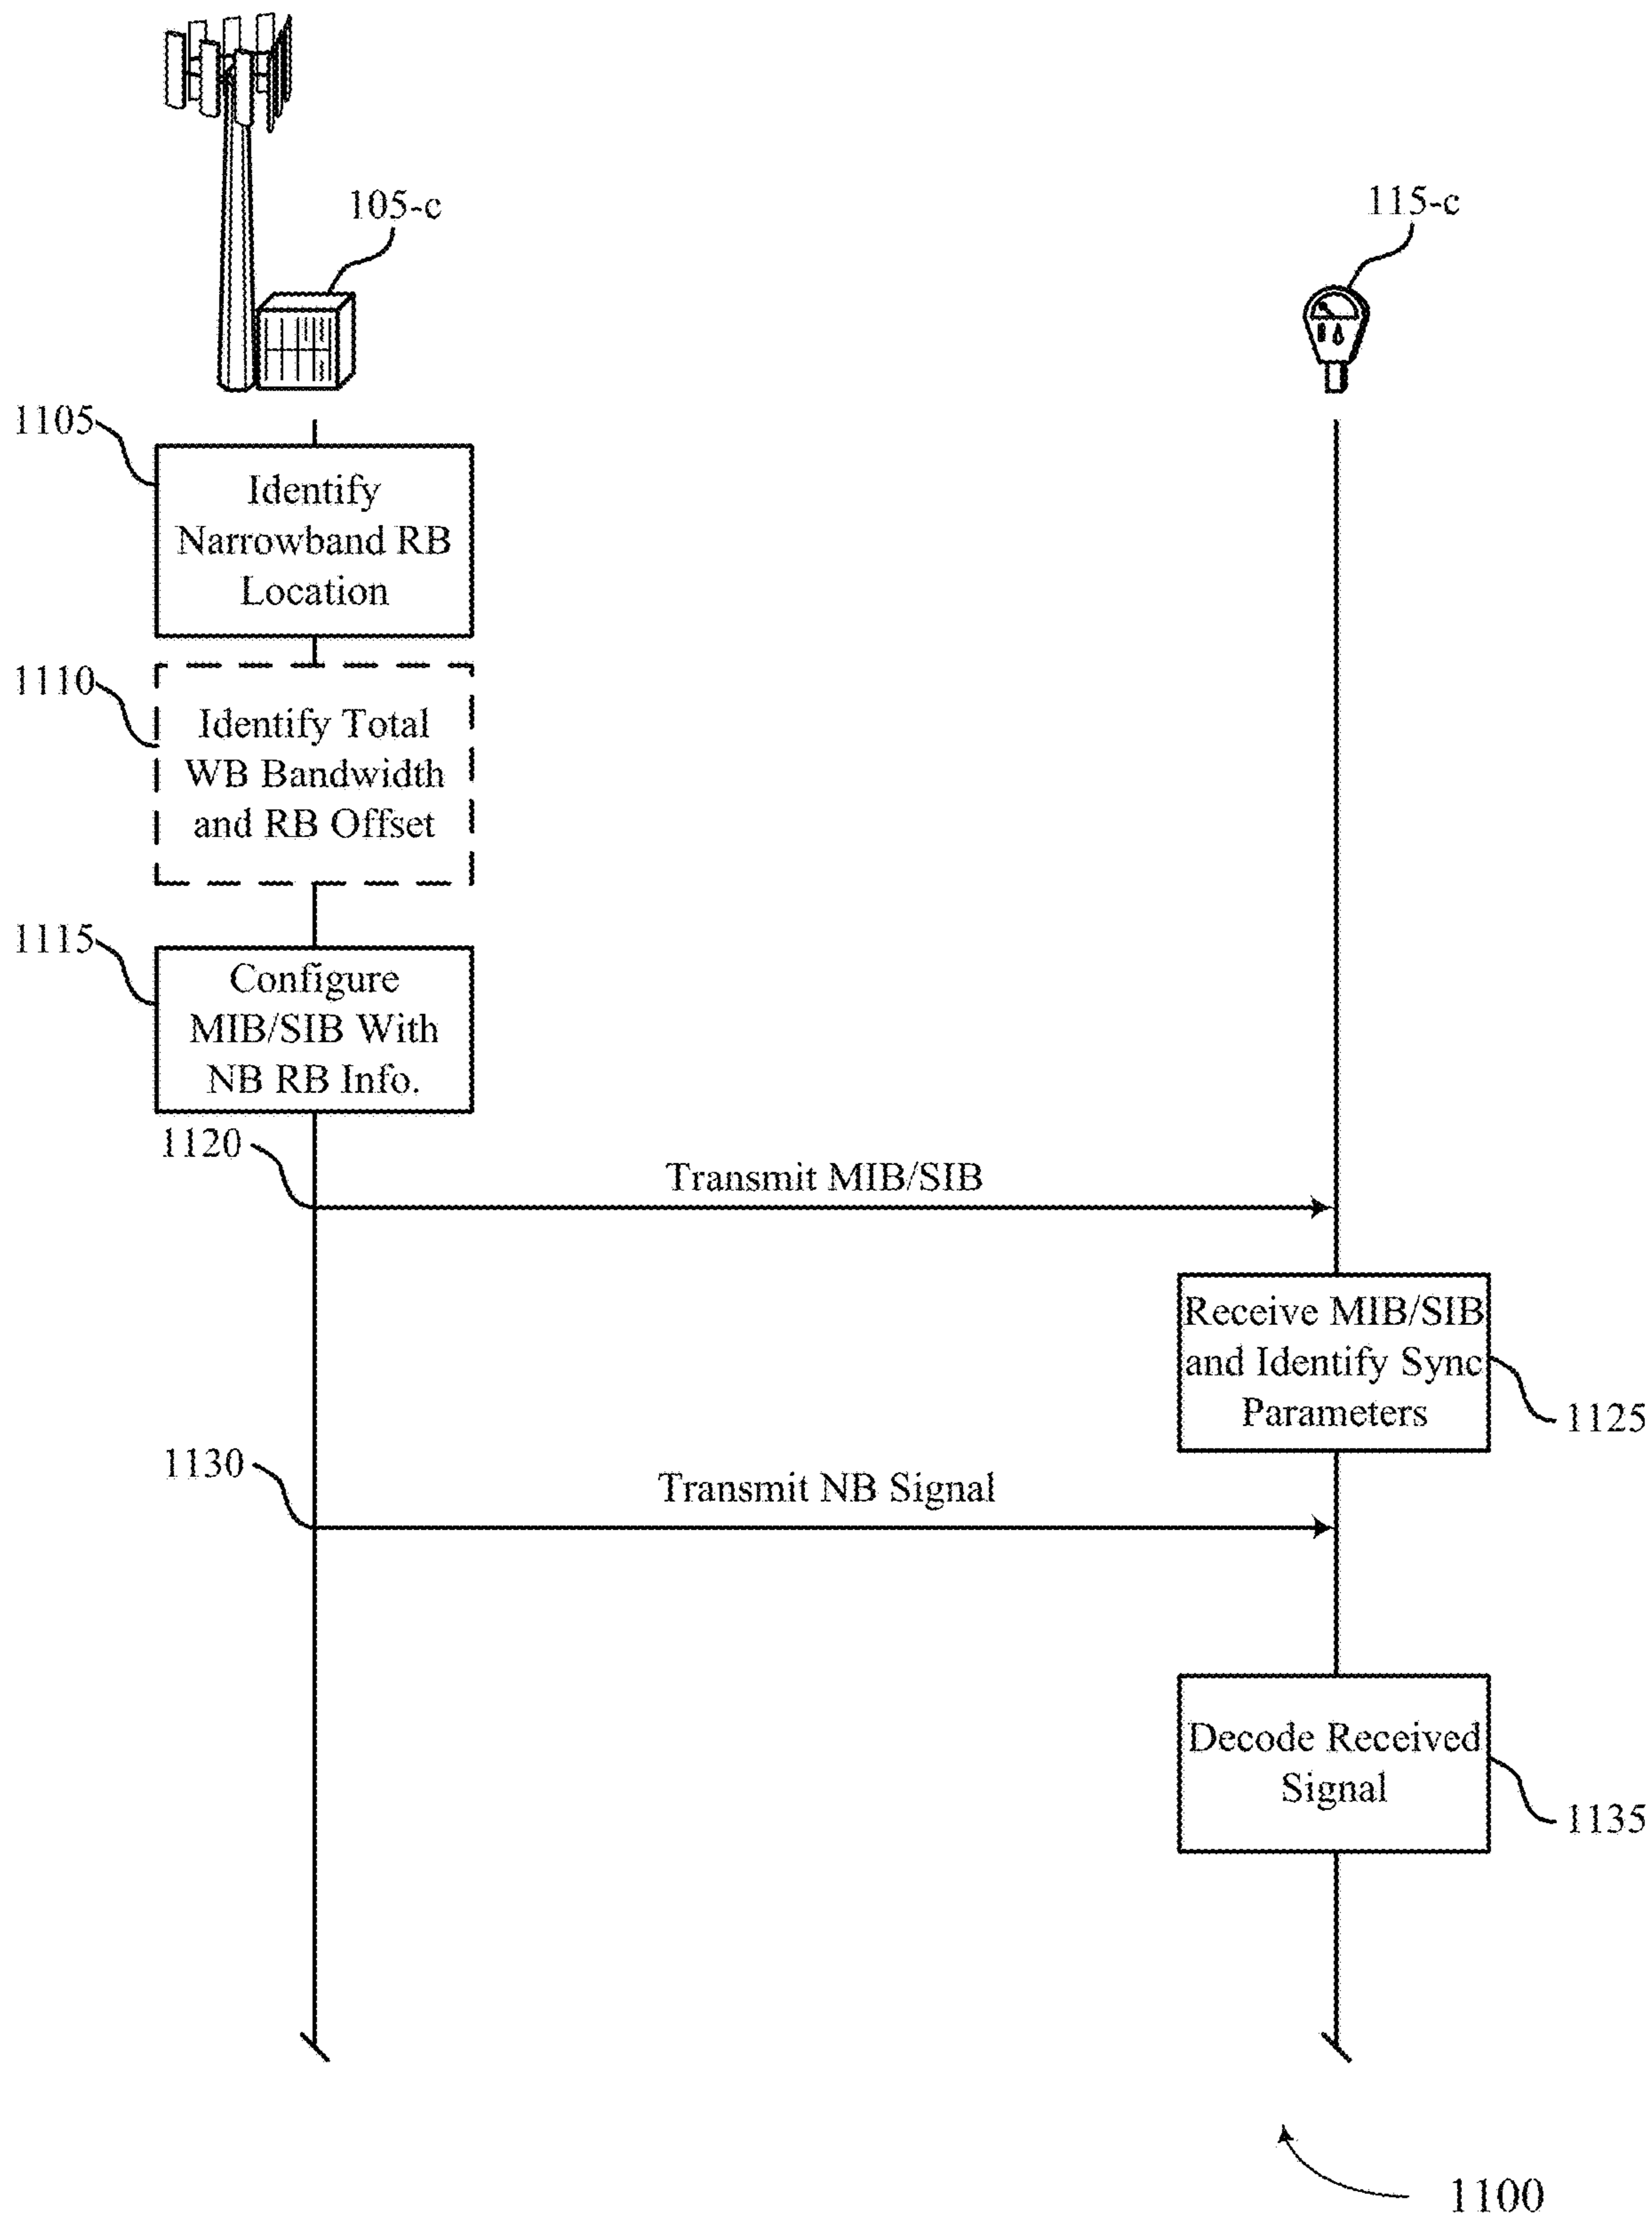 105-c
115-c
1105
Identify
Narrowband RB
Location
1110
Identify Total
WB Bandwidth
and RB Offset
1115
Configure
MIB/SIB With
NB RB Info.
1120
Transmit MIB/SIB
Receive MIB/SIB
and Identify Sync
Parameters
1125
1130
Transmit NB Signal
Decode Received
Signal
1135
1100